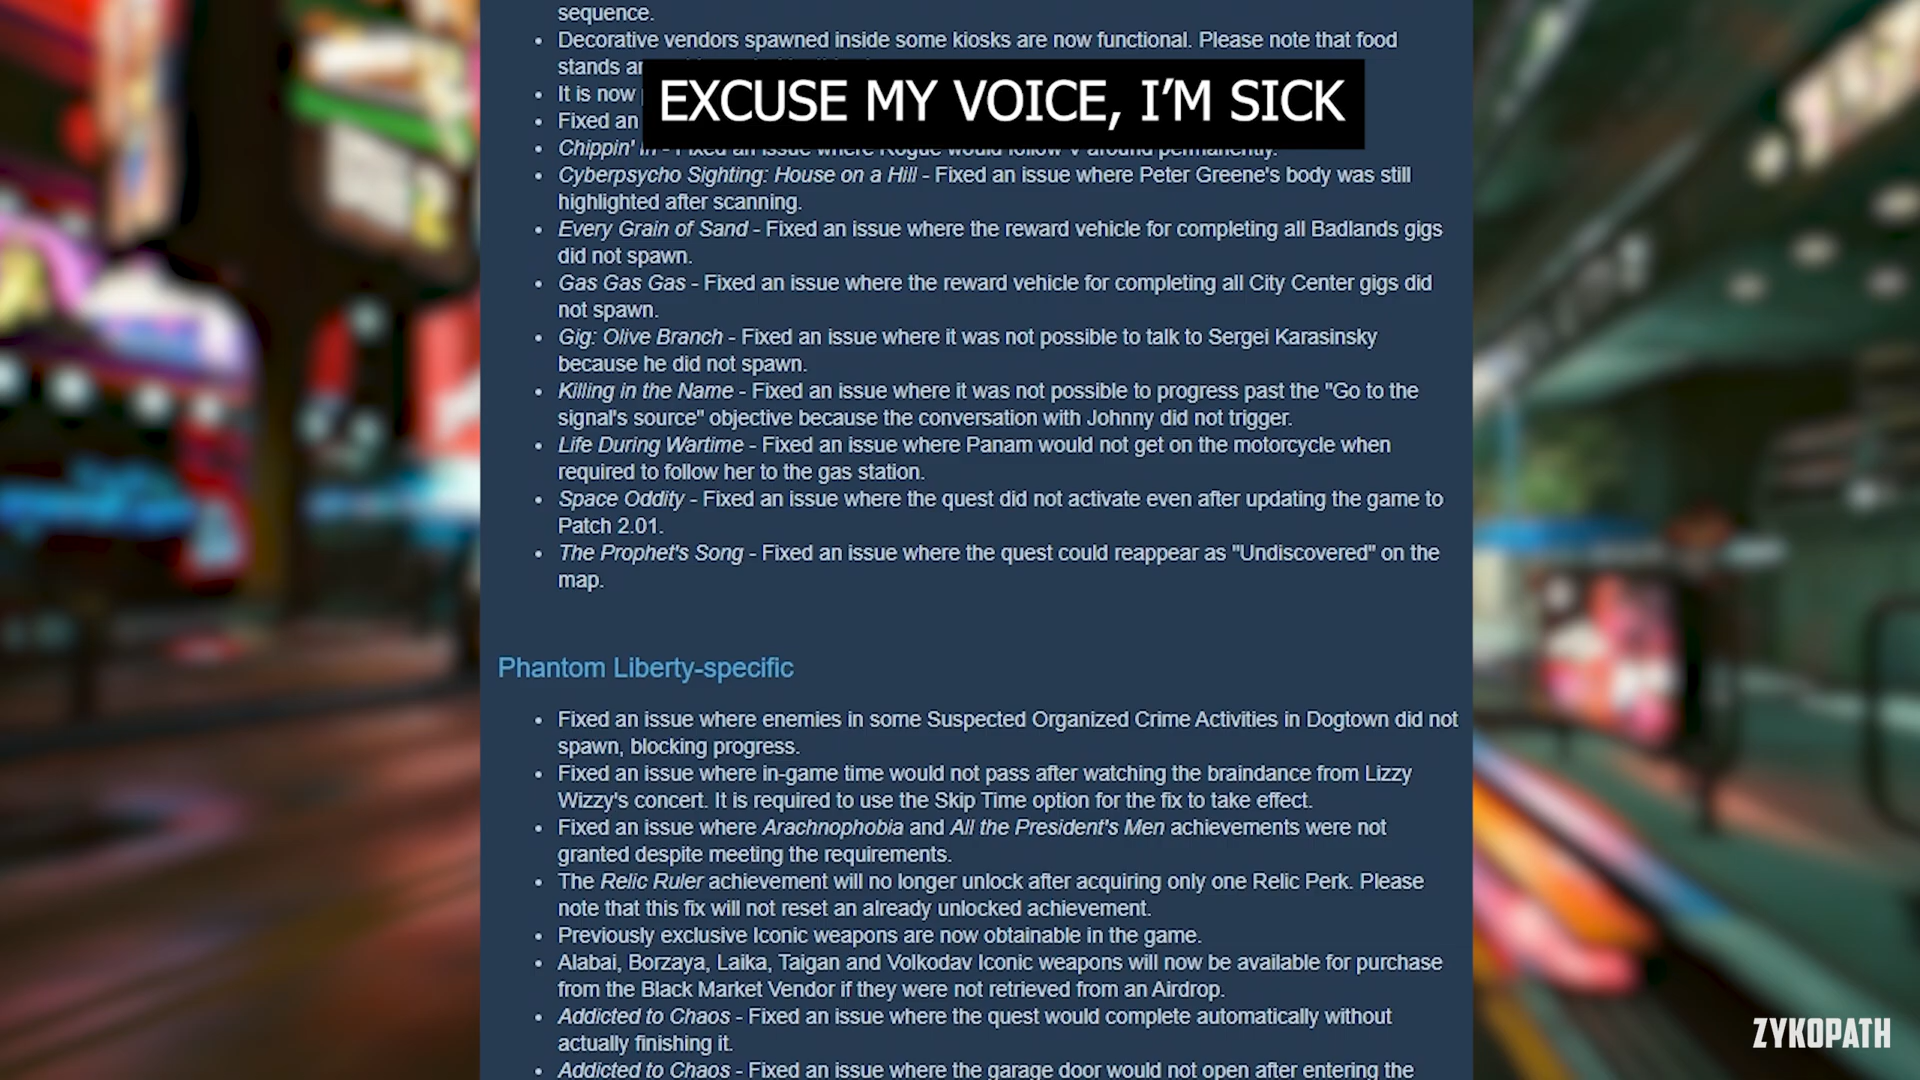 sequence.
Decorative vendors spawned inside some kiosks are now functional. Please note that food
stands
It is now
Fixed an
EXCUSE MY VOICE, I'M SICK
Chippin' In - Fixed an issue where Rogue would follow V around permanently.
Cyberpsycho Sighting: House on a Hill - Fixed an issue where Peter Greene's body was still
highlighted after scanning.
Every Grain of Sand - Fixed an issue where the reward vehicle for completing all Badlands gigs
did not spawn.
Gas Gas Gas - Fixed an issue where the reward vehicle for completing all City Center gigs did
not spawn.
Gig: Olive Branch - Fixed an issue where it was not possible to talk to Sergei Karasinsky
because he did not spawn.
Killing in the Name - Fixed an issue where it was not possible to progress past the "Go to the
signal's source" objective because the conversation with Johnny did not trigger.
Life During Wartime - Fixed an issue where Panam would not get on the motorcycle when
required to follow her to the gas station.
Space Oddity - Fixed an issue where the quest did not activate even after updating the game to
Patch 2.01.
The Prophet's Song - Fixed an issue where the quest could reappear as "Undiscovered" on the
map.
Phantom Liberty-specific
Fixed an issue where enemies in some Suspected Organized Crime Activities in Dogtown did not
spawn, blocking progress.
Fixed an issue where in-game time would not pass after watching the braindance from Lizzy
Wizzy's concert. It is required to use the Skip Time option for the fix to take effect.
Fixed an issue where Arachnophobia and All the President's Men achievements were not
granted despite meeting the requirements.
The Relic Ruler achievement will no longer unlock after acquiring only one Relic Perk. Please
note that this fix will not reset an already unlocked achievement.
Previously exclusive Iconic weapons are now obtainable in the game.
Alabai, Borzaya, Laika, Taigan and Volkodav Iconic weapons will now be available for purchase
from the Black Market Vendor if they were not retrieved from an Airdrop.
Addicted to Chaos - Fixed an issue where the quest would complete automatically without
actually finishing it.
Addicted to Chaos - Fixed an issue where the garage door would not open after entering the
ZYKOPATH